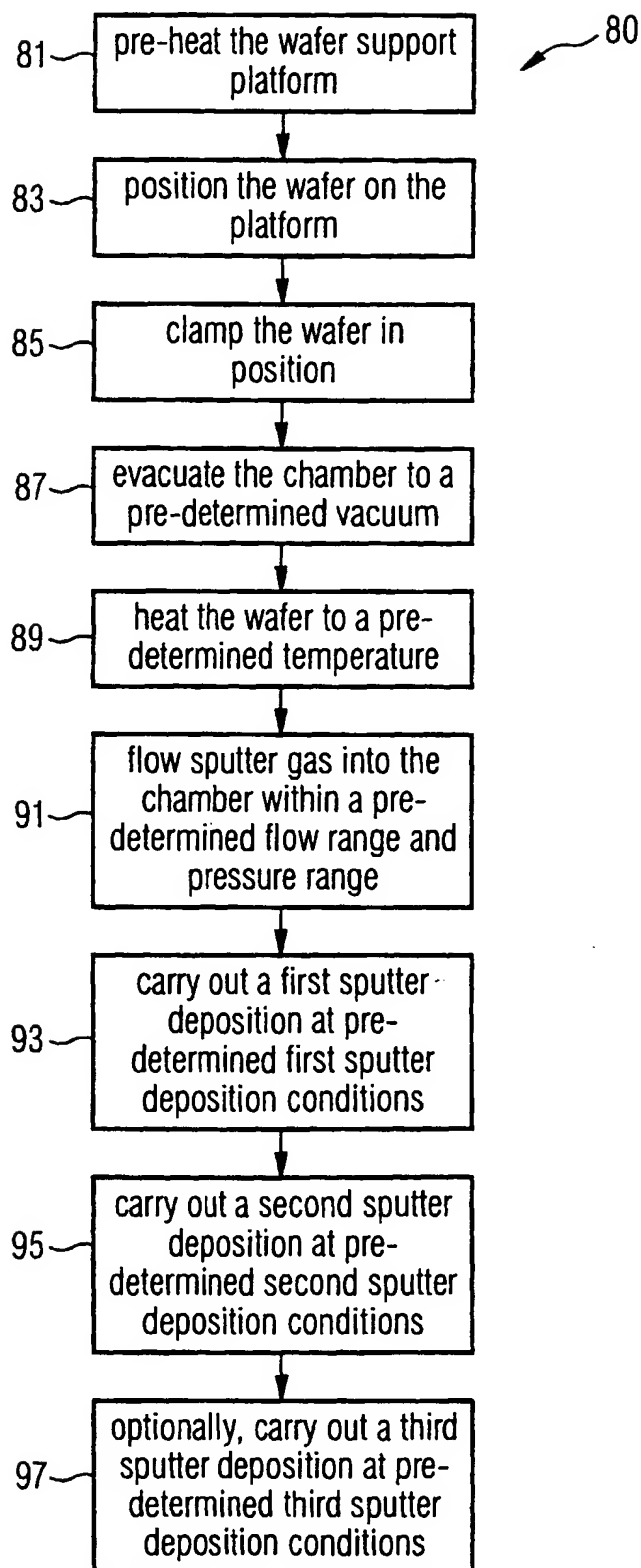 80
81
pre-heat the wafer support
platform
83
position the wafer on the
platform
85
clamp the wafer in
position
87
evacuate the chamber to a
pre-determined vacuum
89
heat the wafer to a pre-
determined temperature
91
flow sputter gas into the
chamber within a pre-
determined flow range and
pressure range
93
carry out a first sputter
deposition at pre-
determined first sputter
deposition conditions
95
carry out a second sputter
deposition at pre-
determined second sputter
deposition conditions
97
optionally, carry out a third
sputter deposition at pre-
determined third sputter
deposition conditions